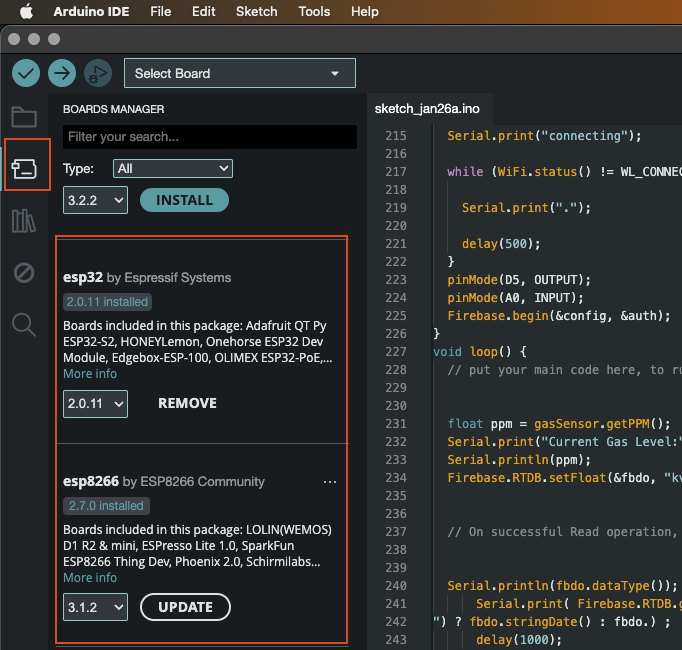 Arduino IDE File Edit Sketch Tools Help
Select Board
BOARDS MANAGER
Filter your search...
Type: All
3.2.2 INSTALL
esp32 by Espressif Systems
2.0.11 installed
Boards included in this package: Adafruit QT Py
ESP32-S2, HONEYLemon, Onehorse ESP32 Dev
Module, Edgebox-ESP-100, OLIMEX ESP32-PoE,...
More info
2.0.11 REMOVE
esp8266 by ESP8266 Community ...
2.7.0 installed
Boards included in this package: LOLIN(WEMOS)
D1 R2 & mini, ESPresso Lite 1.0, SparkFun
ESP8266 Thing Dev, Phoenix 2.0, Schirmilabs...
More info
3.1.2 UPDATE
sketch_jan26a.ino
215 Serial.print("connecting");
216
217 while (WiFi.status() != WL_CONNEC
218
219 Serial.print(".");
220
221 delay(500);
222 }
223 pinMode(D5, OUTPUT);
224 pinMode(A0, INPUT);
225 Firebase.begin(&config, &auth);
226 }
227 void loop() {
228 // put your main code here, to ru
229
230
231 float ppm = gasSensor.getPPM();
232 Serial.print("Current Gas Level:"
233 Serial.println(ppm);
234 Firebase.RTDB.setFloat(&fbdo, "kv
235
236
237 // On successful Read operation,
238
239
240 Serial.println(fbdo.dataType());
241 Serial.print( Firebase.RTDB.g
242 ") ? fbdo.stringDate() : fbdo.) ;
243 delay(1000);